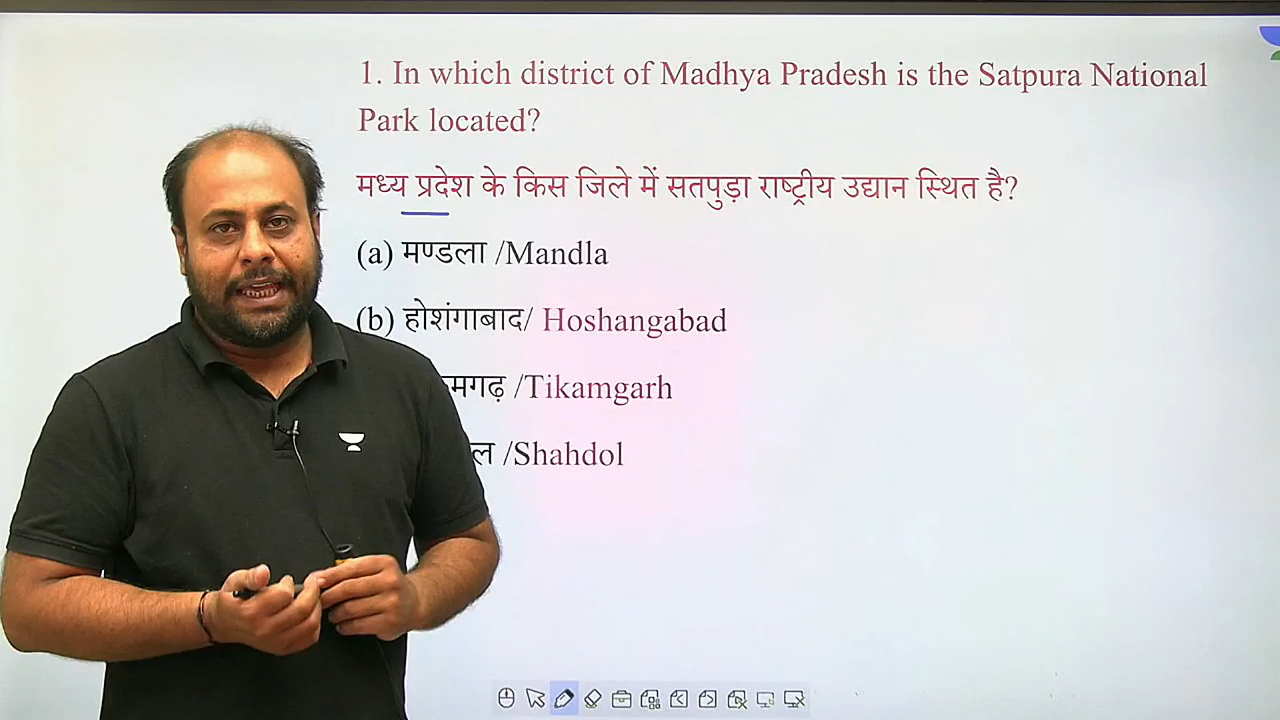 1. In which district of Madhya Pradesh is the Satpura National
Park located?
मध्य प्रदेश के किस जिले में सतपुड़ा राष्ट्रीय उद्यान स्थित है?
(a) मण्डला /Mandla
(b) होशंगाबाद/ Hoshangabad
/Tikamgarh
/Shahdol